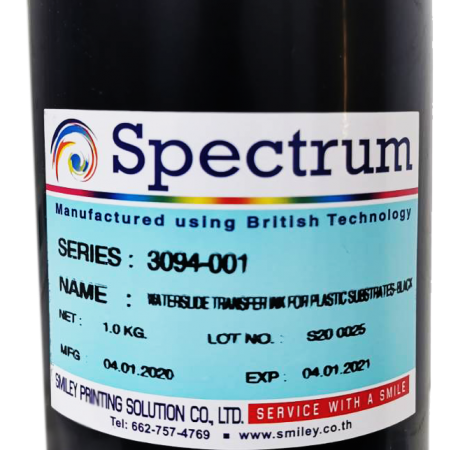 Spectrum
Manufactured using British Technology
SERIES : 3094-001
NAME : WATERSLIDE TRANSFER INK FOR PLASTIC SUBSTRATES-BLACK
NET : 1.0 KG. LOT NO. : S20 0025
MFG 04.01.2020 EXP : 04.01.2021
SMILEY PRINTING SOLUTION CO., LTD. SERVICE WITH A SMILE
Tel: 662-757-4769 ■ www.smiley.co.th